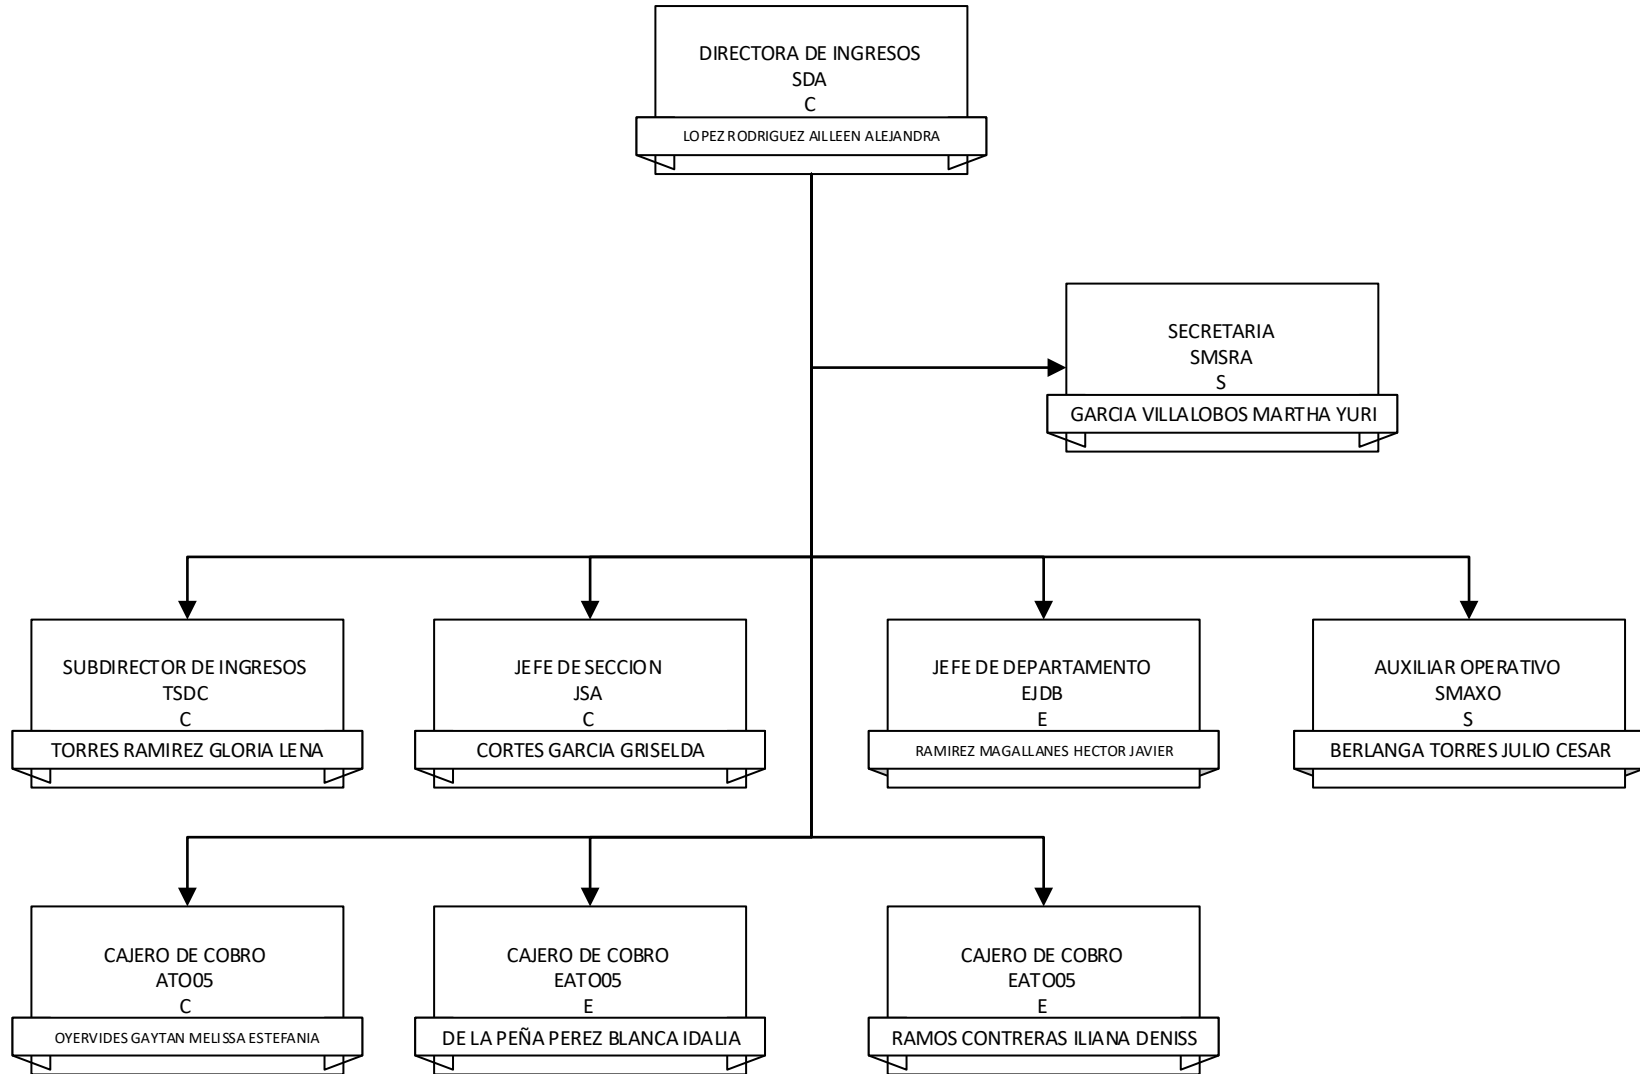 DIRECTORA DE INGRESOS
SDA
C
LOPEZ RODRIGUEZ AILLEEN ALEJANDRA
SECRETARIA
SMSRA
S
GARCIA VILLALOBOS MARTHA YURI
SUBDIRECTOR DE INGRESOS
TSDC
C
TORRES RAMIREZ GLORIA LENA
JEFE DE SECCION
JSA
C
CORTES GARCIA GRISELDA
JEFE DE DEPARTAMENTO
EJDB
E
RAMIREZ MAGALLANES HECTOR JAVIER
AUXILIAR OPERATIVO
SMAXO
S
BERLANGA TORRES JULIO CESAR
CAJERO DE COBRO
ATO05
C
OYERVIDES GAYTAN MELISSA ESTEFANIA
CAJERO DE COBRO
EATO05
E
DE LA PEÑA PEREZ BLANCA IDALIA
CAJERO DE COBRO
EATO05
E
RAMOS CONTRERAS ILIANA DENISS